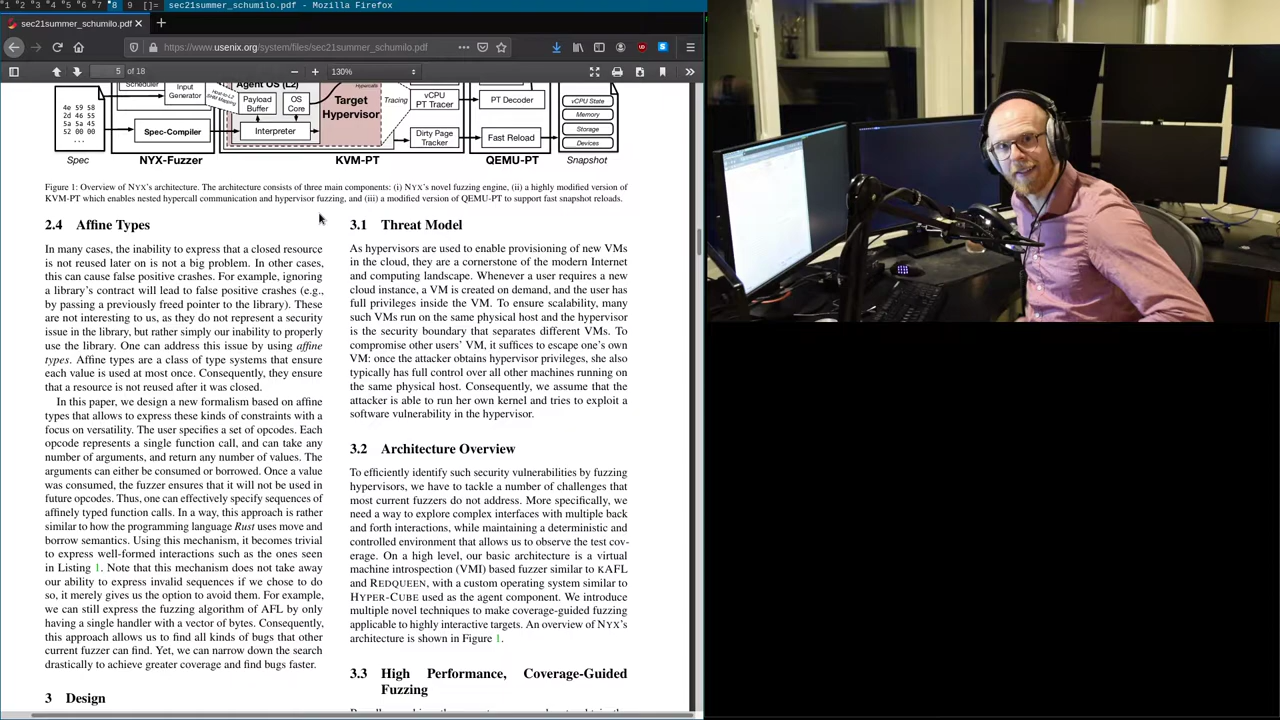 1 2 3 4 5 6 7 8 9 []= sec21summer_schumilo.pdf - Mozilla Firefox
sec21summer_schumilo.pdf
https://www.usenix.org/system/files/sec21summer_schumilo.pdf
5 of 18
130%
Scheduler
Input
Generator
Agent OS (L2)
Payload
Buffer
OS
Core
Interpreter
Target
Hypervisor
Hypercalls
Tracing
vCPU
PT Tracer
PT Decoder
vCPU State
Memory
Storage
Devices
4e 59 58
2d 46 55
5a 5a 45
52 00 00
...
Spec-Compiler
Dirty Page
Tracker
Fast Reload
Spec
NYX-Fuzzer
KVM-PT
QEMU-PT
Snapshot
Figure 1: Overview of NYX's architecture. The architecture consists of three main components: (i) NYX's novel fuzzing engine, (ii) a highly modified version of
KVM-PT which enables nested hypercall communication and hypervisor fuzzing, and (iii) a modified version of QEMU-PT to support fast snapshot reloads.
2.4 Affine Types
In many cases, the inability to express that a closed resource
is not reused later on is not a big problem. In other cases,
this can cause false positive crashes. For example, ignoring
a library's contract will lead to false positive crashes (e.g.,
by passing a previously freed pointer to the library). These
are not interesting to us, as they do not represent a security
issue in the library, but rather simply our inability to properly
use the library. One can address this issue by using affine
types. Affine types are a class of type systems that ensure
each value is used at most once. Consequently, they ensure
that a resource is not reused after it was closed.
In this paper, we design a new formalism based on affine
types that allows to express these kinds of constraints with a
focus on versatility. The user specifies a set of opcodes. Each
opcode represents a single function call, and can take any
number of arguments, and return any number of values. The
arguments can either be consumed or borrowed. Once a value
was consumed, the fuzzer ensures that it will not be used in
future opcodes. Thus, one can effectively specify sequences of
affinely typed function calls. In a way, this approach is rather
similar to how the programming language Rust uses move and
borrow semantics. Using this mechanism, it becomes trivial
to express well-formed interactions such as the ones seen
in Listing 1. Note that this mechanism does not take away
our ability to express invalid sequences if we chose to do
so, it merely gives us the option to avoid them. For example,
we can still express the fuzzing algorithm of AFL by only
having a single handler with a vector of bytes. Consequently,
this approach allows us to find all kinds of bugs that other
current fuzzer can find. Yet, we can narrow down the search
drastically to achieve greater coverage and find bugs faster.
3 Design
3.1 Threat Model
As hypervisors are used to enable provisioning of new VMs
in the cloud, they are a cornerstone of the modern Internet
and computing landscape. Whenever a user requires a new
cloud instance, a VM is created on demand, and the user has
full privileges inside the VM. To ensure scalability, many
such VMs run on the same physical host and the hypervisor
is the security boundary that separates different VMs. To
compromise other users' VM, it suffices to escape one's own
VM: once the attacker obtains hypervisor privileges, she also
typically has full control over all other machines running on
the same physical host. Consequently, we assume that the
attacker is able to run her own kernel and tries to exploit a
software vulnerability in the hypervisor.
3.2 Architecture Overview
To efficiently identify such security vulnerabilities by fuzzing
hypervisors, we have to tackle a number of challenges that
most current fuzzers do not address. More specifically, we
need a way to explore complex interfaces with multiple back
and forth interactions, while maintaining a deterministic and
controlled environment that allows us to observe the test cov-
erage. On a high level, our basic architecture is a virtual
machine introspection (VMI) based fuzzer similar to KAFL
and REDQUEEN, with a custom operating system similar to
HYPER-CUBE used as the agent component. We introduce
multiple novel techniques to make coverage-guided fuzzing
applicable to highly interactive targets. An overview of NYX's
architecture is shown in Figure 1.
3.3 High Performance, Coverage-Guided
Fuzzing